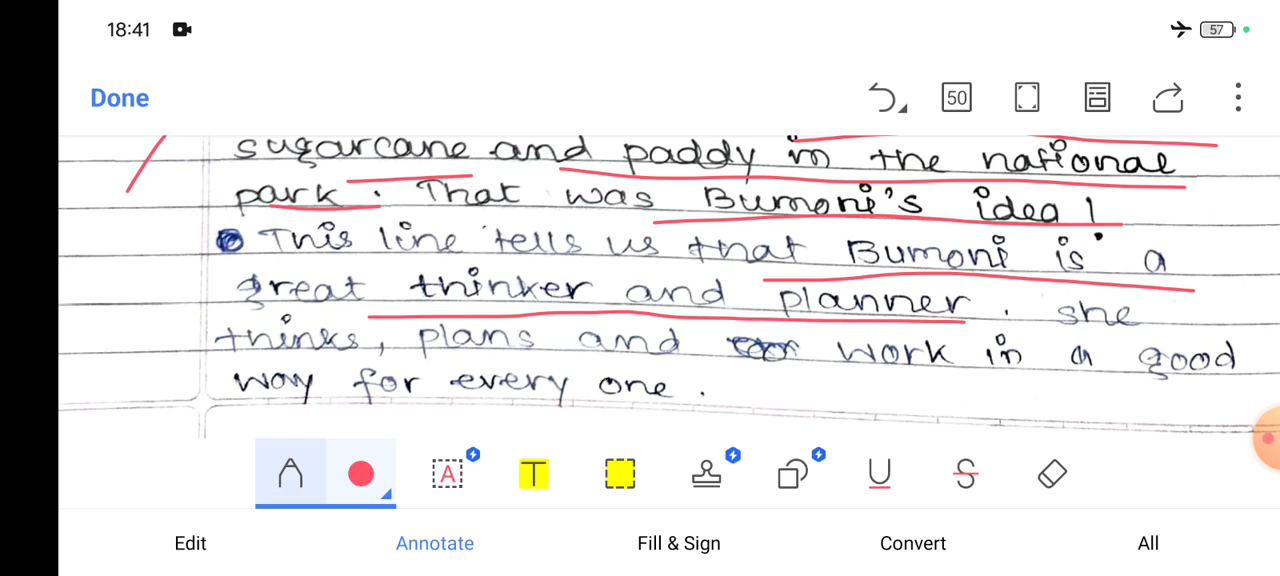 18:41
57
Done
50
sugarcane and paddy in the national
park. That was Bumoni's idea!
This line tells us that Bumoni is a
great thinker and planner. she
thinks, plans and work in a good
way for every one.
A
T
U
S
Edit
Annotate
Fill & Sign
Convert
All